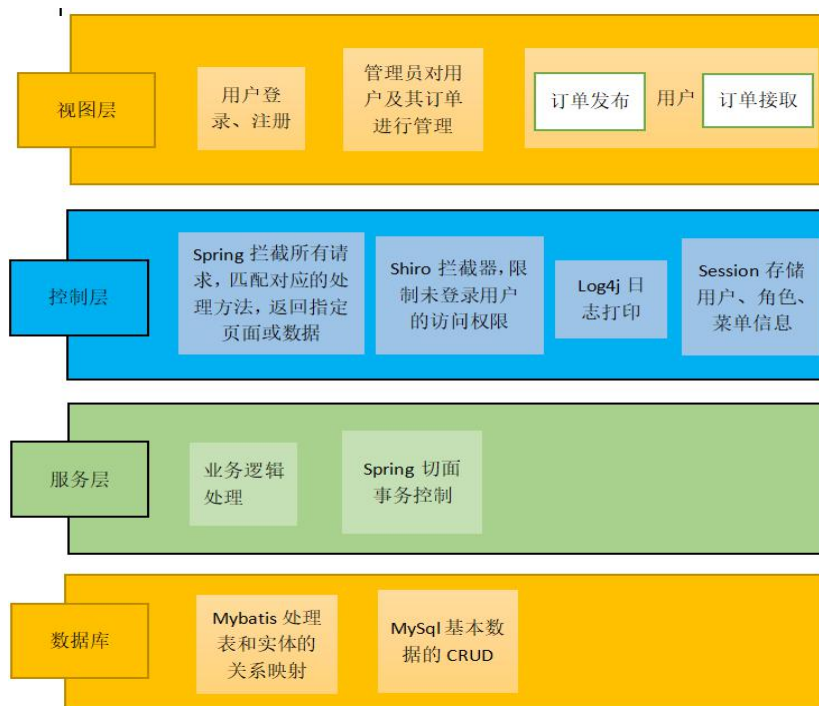 视图层
用户登
录、注册
管理员对用
户及其订单
进行管理
订单发布
用户
订单接取
控制层
Spring 拦截所有请
求，匹配对应的处
理方法，返回指定
页面或数据
Shiro 拦截器，限
制未登录用户
的访问权限
Log4j 日
志打印
Session 存储
用户、角色、
菜单信息
服务层
业务逻辑
处理
Spring 切面
事务控制
数据库
Mybatis 处理
表和实体的
关系映射
MySql 基本数
据的 CRUD